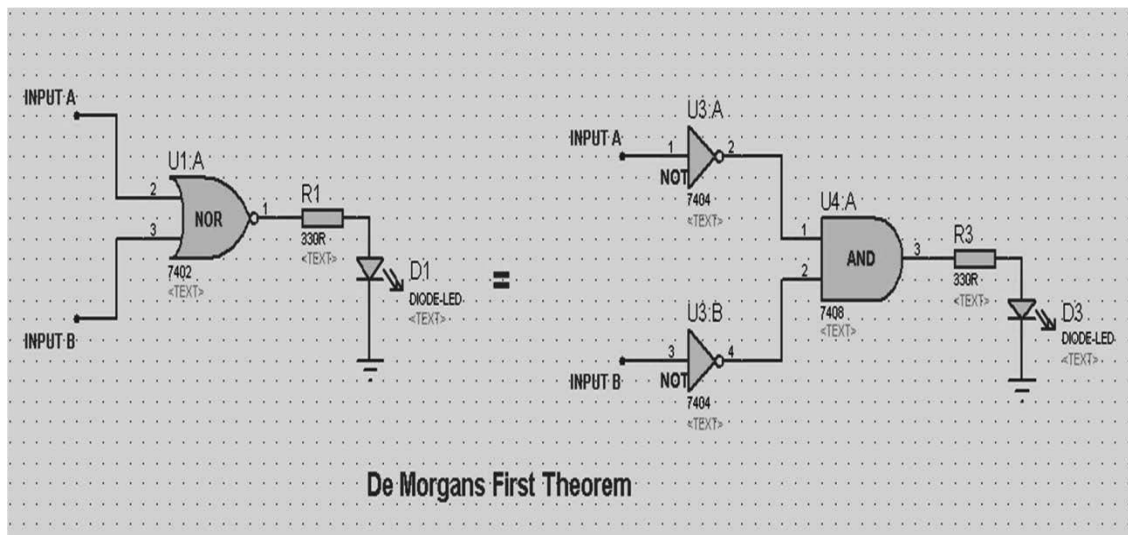 INPUT A
U1:A
2
3
1
NOR
7402
<TEXT>
INPUT B
R1
330R
<TEXT>
D1
DIODE-LED
<TEXT>
=
U3:A
INPUT A
1
2
NOT
7404
<TEXT>
U4:A
1
2
3
AND
7408
<TEXT>
U3:B
INPUT B
3
4
NOT
7404
<TEXT>
R3
330R
<TEXT>
D3
DIODE-LED
<TEXT>
De Morgans First Theorem